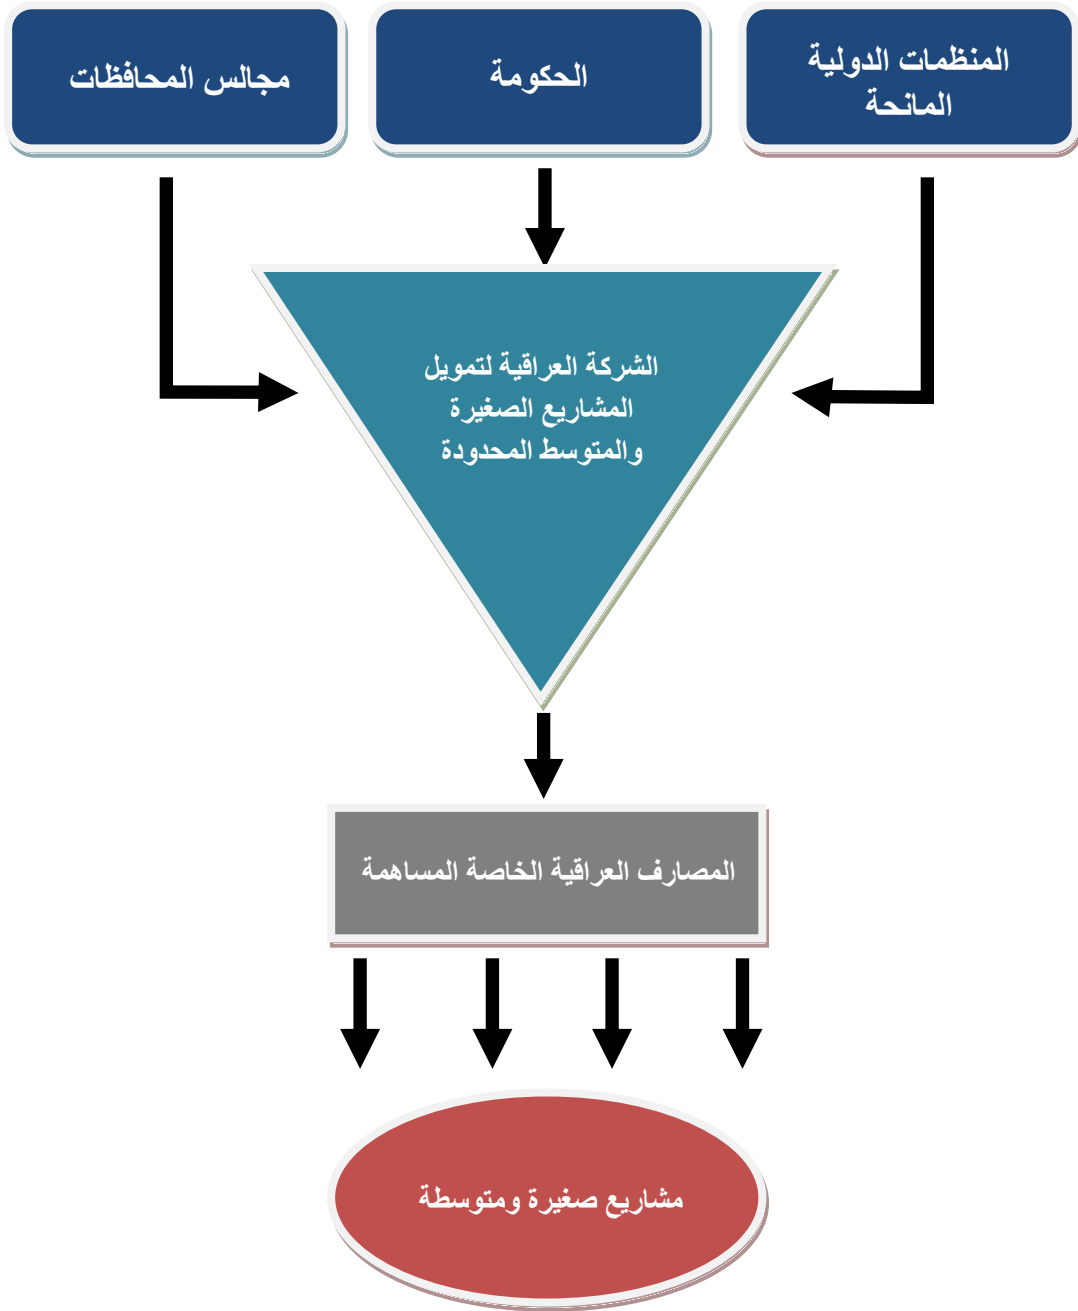 المنظمات الدولية
المانحة
الحكومة
مجالس المحافظات
الشركة العراقية لتمويل
المشاريع الصغيرة
والمتوسط المحدودة
المصارف العراقية الخاصة المساهمة
مشاريع صغيرة ومتوسطة